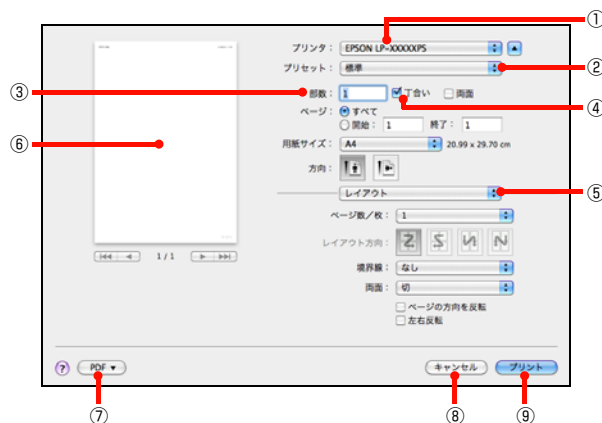 ①
プリンタ： EPSON LP-XXXXXPS
プリセット： 標準
②
③
部数： 1 丁合い 両面
④
ページ： すべて
開始： 1 終了： 1
⑥
用紙サイズ： A4 20.99 x 29.70 cm
方向：
レイアウト
⑤
ページ数／枚： 1
レイアウト方向：
1 / 1
境界線： なし
両面： 切
ページの方向を反転
左右反転
? PDF ▼ キャンセル プリント
⑦ ⑧ ⑨